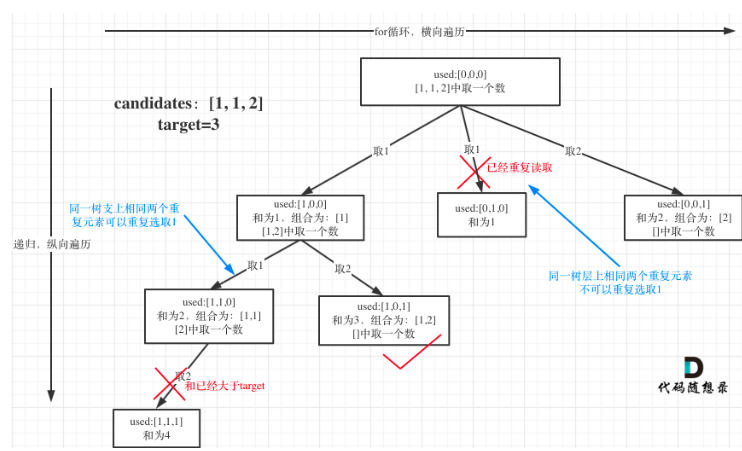 for循环，横向遍历
used:[0,0,0]
[1, 1, 2]中取一个数
candidates：[1, 1, 2]
target=3
取1
取1
取2
已经重复读取
同一树支上相同两个重
复元素可以重复选取1
used:[1,0,0]
和为1．组合为：[1]
[1,2]中取一个数
used:[0,1,0]
和为1
used:[0,0,1]
和为2．组合为：[2]
[]中取一个数
递归，纵向遍历
取1
取2
同一树层上相同两个重复元素
不可以重复选取1
used:[1,1,0]
和为2．组合为：[1,1]
[2]中取一个数
used:[1,0,1]
和为3．组合为：[1,2]
[]中取一个数
取2
和已经大于target
代码随想录
used:[1,1,1]
和为4